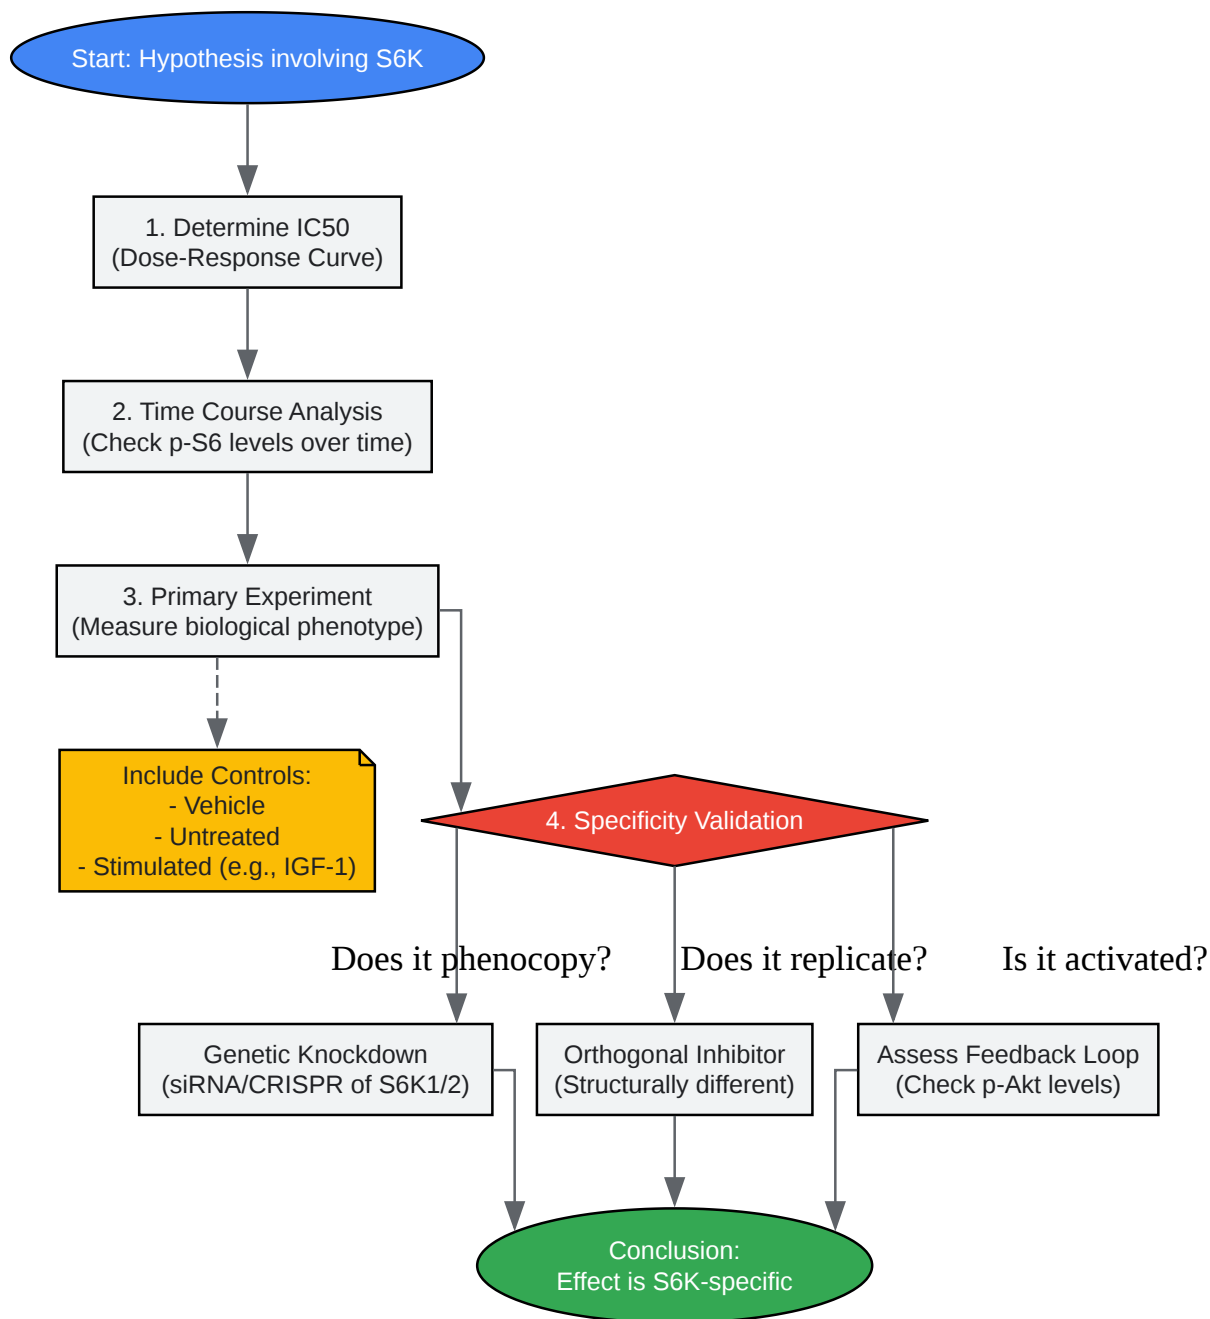 Start: Hypothesis involving S6K
1. Determine IC50
(Dose-Response Curve)
2. Time Course Analysis
(Check p-S6 levels over time)
3. Primary Experiment
(Measure biological phenotype)
Include Controls:
- Vehicle
- Untreated
- Stimulated (e.g., IGF-1)
4. Specificity Validation
Does it phenocopy?
Does it replicate?
Is it activated?
Genetic Knockdown
(siRNA/CRISPR of S6K1/2)
Orthogonal Inhibitor
(Structurally different)
Assess Feedback Loop
(Check p-Akt levels)
Conclusion:
Effect is S6K-specific